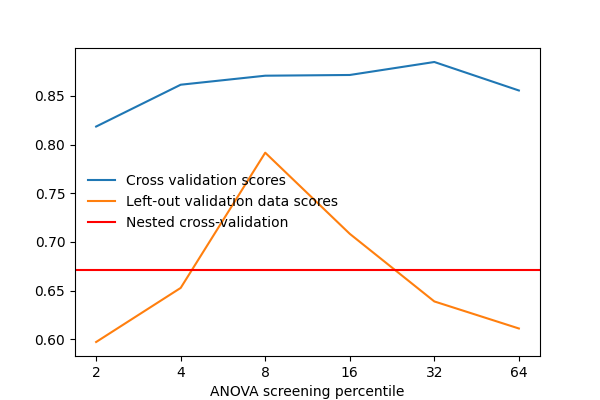 0.85
0.80
0.75
0.70
0.65
0.60
Cross validation scores
Left-out validation data scores
Nested cross-validation
2 4 8 16 32 64
ANOVA screening percentile